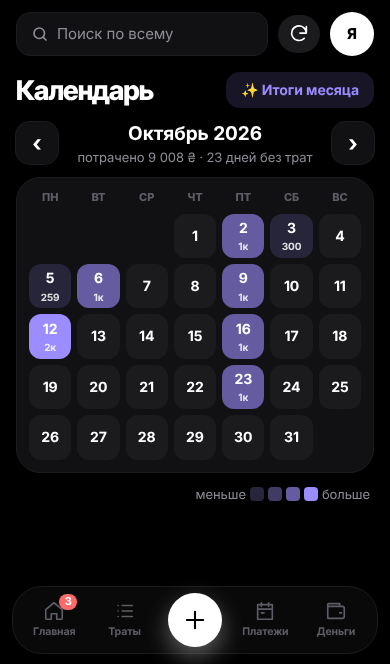 Поиск по всему
Я
Календарь
✨ Итоги месяца
‹ Октябрь 2026 ›
потрачено 9 008 ₴ · 23 дней без трат
ПН ВТ СР ЧТ ПТ СБ ВС
1 2 3 4
1к 300
5 6 7 8 9 10 11
259 1к 1к
12 13 14 15 16 17 18
2к 1к
19 20 21 22 23 24 25
1к
26 27 28 29 30 31
меньше больше
3
Главная Траты + Платежи Деньги